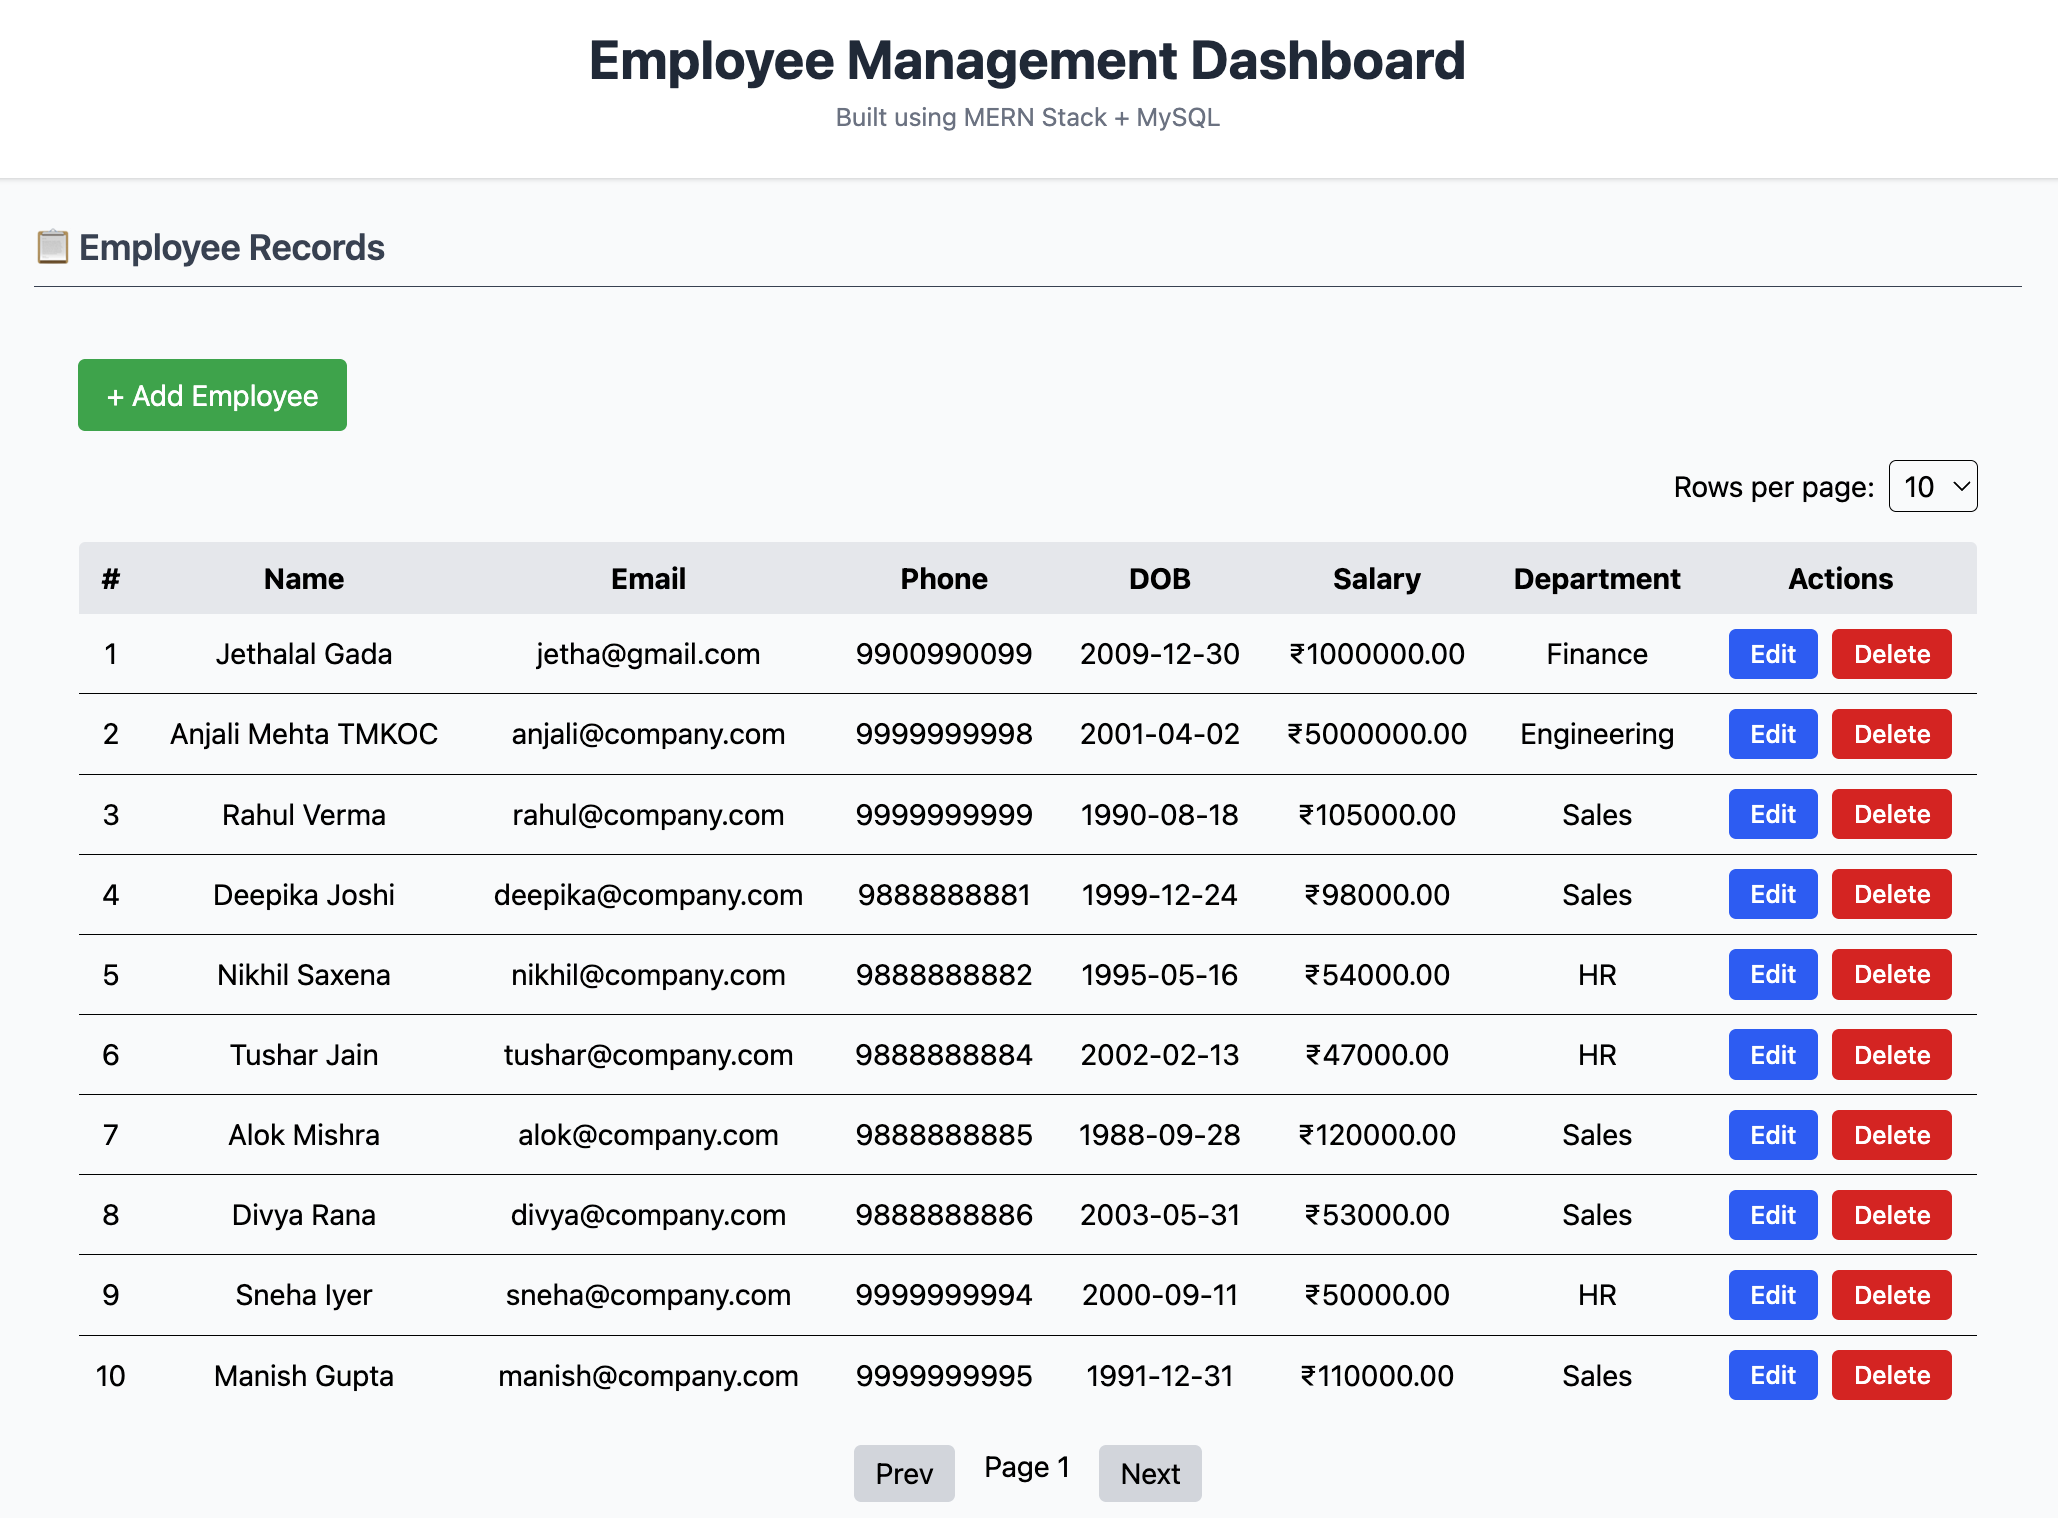 Employee Management Dashboard
Built using MERN Stack + MySQL
Employee Records
+ Add Employee
Rows per page: 10
# Name Email Phone DOB Salary Department Actions
1 Jethalal Gada jetha@gmail.com 9900990099 2009-12-30 ₹1000000.00 Finance Edit Delete
2 Anjali Mehta TMKOC anjali@company.com 9999999998 2001-04-02 ₹5000000.00 Engineering Edit Delete
3 Rahul Verma rahul@company.com 9999999999 1990-08-18 ₹105000.00 Sales Edit Delete
4 Deepika Joshi deepika@company.com 9888888881 1999-12-24 ₹98000.00 Sales Edit Delete
5 Nikhil Saxena nikhil@company.com 9888888882 1995-05-16 ₹54000.00 HR Edit Delete
6 Tushar Jain tushar@company.com 9888888884 2002-02-13 ₹47000.00 HR Edit Delete
7 Alok Mishra alok@company.com 9888888885 1988-09-28 ₹120000.00 Sales Edit Delete
8 Divya Rana divya@company.com 9888888886 2003-05-31 ₹53000.00 Sales Edit Delete
9 Sneha Iyer sneha@company.com 9999999994 2000-09-11 ₹50000.00 HR Edit Delete
10 Manish Gupta manish@company.com 9999999995 1991-12-31 ₹110000.00 Sales Edit Delete
Prev Page 1 Next